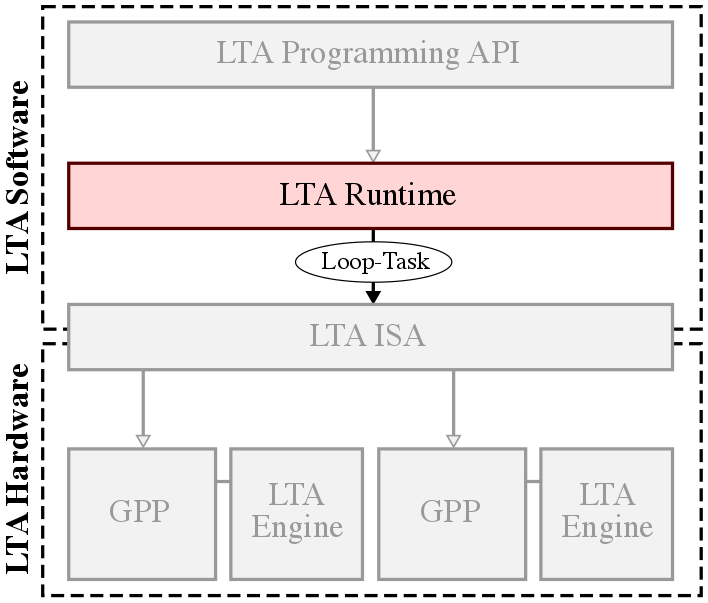 LTA Software
LTA Programming API
LTA Runtime
Loop-Task
LTA ISA
LTA Hardware
GPP
LTA
Engine
GPP
LTA
Engine